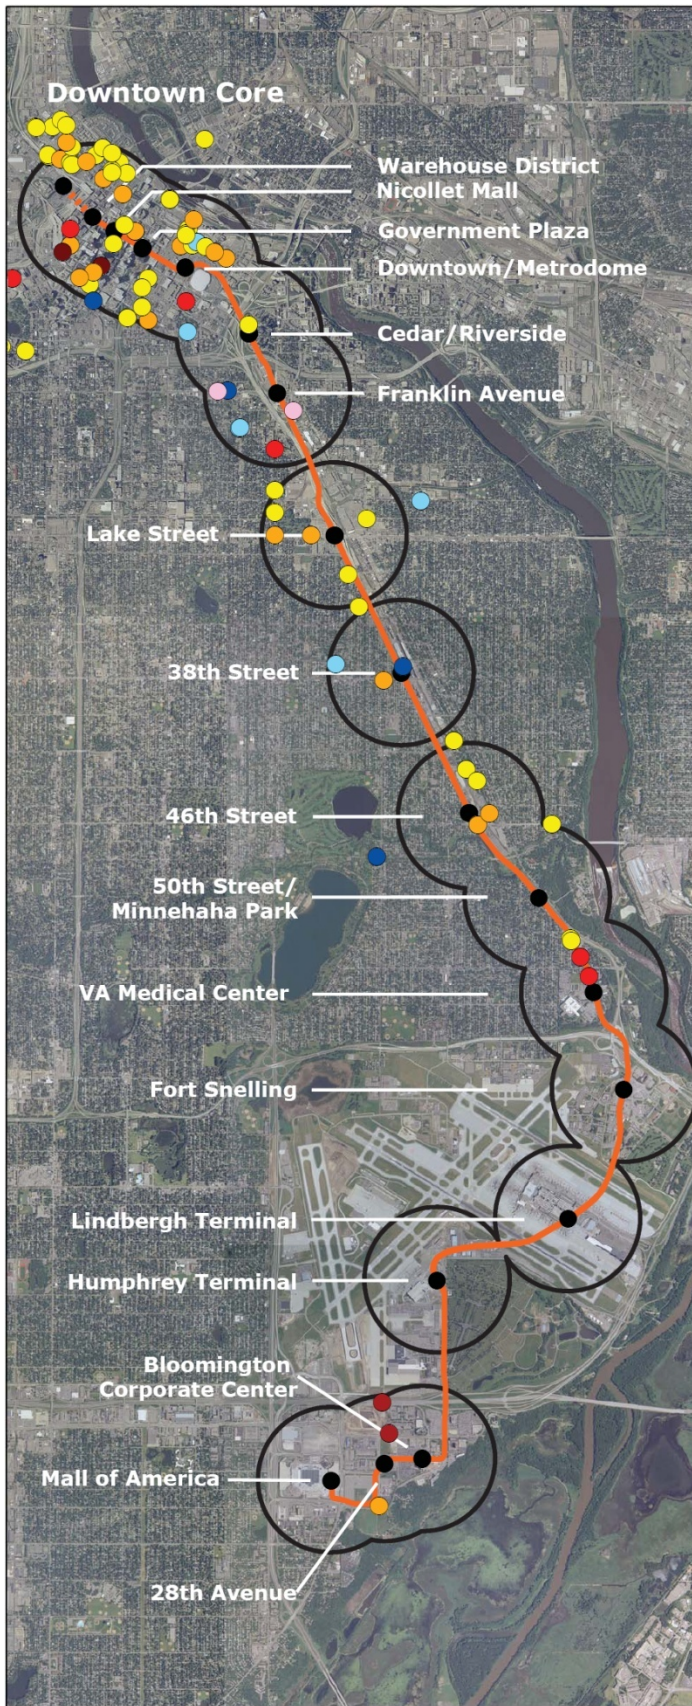 Downtown Core
Warehouse District
Nicollet Mall
Government Plaza
Downtown/Metrodome
Cedar/Riverside
Franklin Avenue
Lake Street
38th Street
46th Street
50th Street/
Minnehaha Park
VA Medical Center
Fort Snelling
Lindbergh Terminal
Humphrey Terminal
Bloomington
Corporate Center
Mall of America
28th Avenue